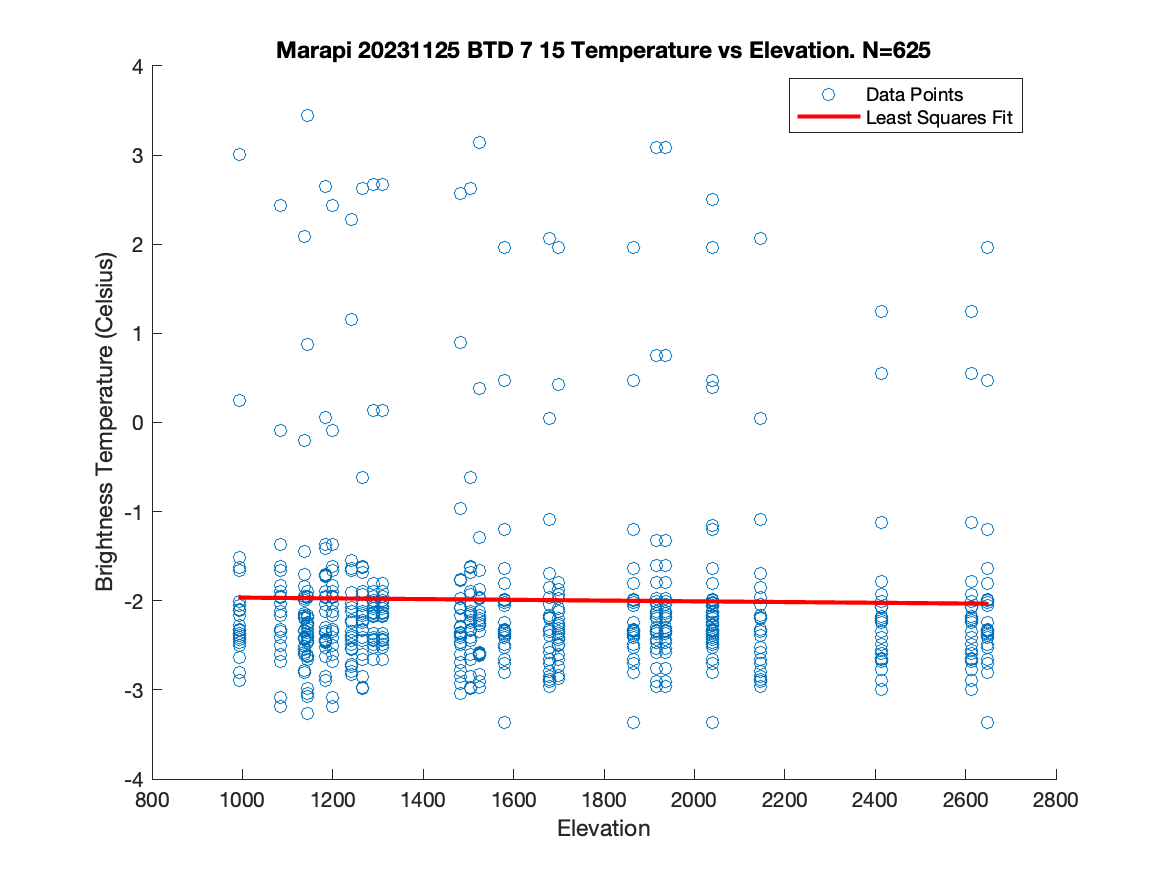 Marapi 20231125 BTD 7 15 Temperature vs Elevation. N=625
Data Points
Least Squares Fit
Brightness Temperature (Celsius)
4
3
2
1
0
-1
-2
-3
-4
800 1000 1200 1400 1600 1800 2000 2200 2400 2600 2800
Elevation